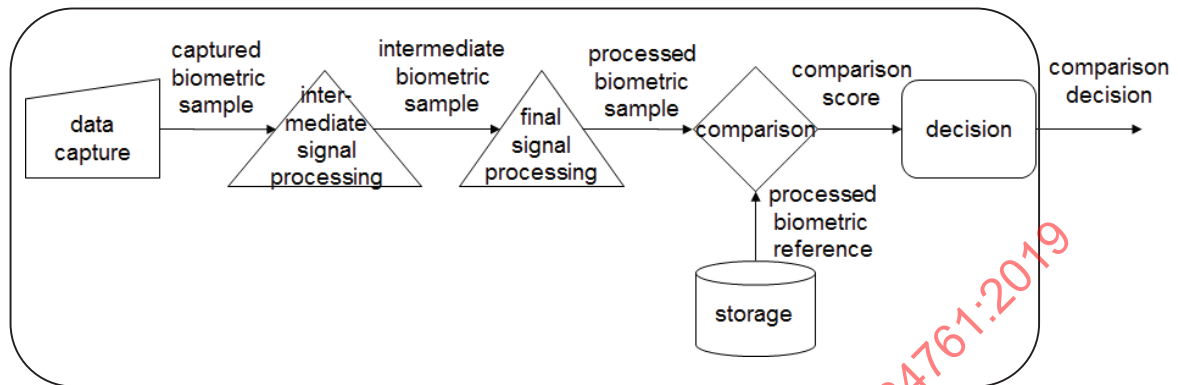 captured
biometric
sample
intermediate
biometric
sample
processed
biometric
sample
comparison
score
comparison
decision
data
capture
inter-
mediate
signal
processing
final
signal
processing
comparison
decision
processed
biometric
reference
storage
24761:2019